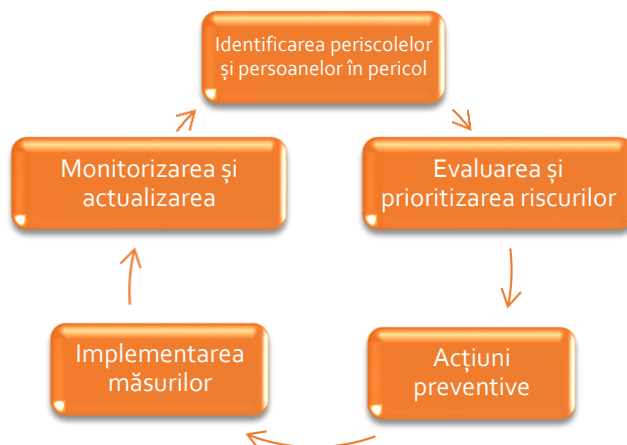 Identificarea periscolelor
și persoanelor în pericol
Evaluarea și
prioritizarea riscurilor
Acțiuni
preventive
Implementarea
măsurilor
Monitorizarea și
actualizarea